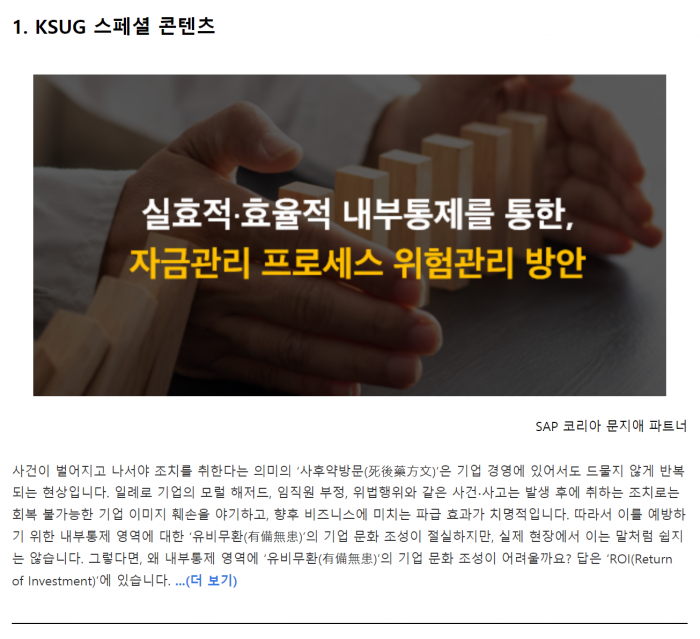 1. KSUG 스페셜 콘텐츠
실효적·효율적 내부통제를 통한,
자금관리 프로세스 위험관리 방안
SAP 코리아 문지애 파트너
사건이 벌어지고 나서야 조치를 취한다는 의미의 ‘사후약방문(死後藥方文)’은 기업 경영에 있어서도 드물지 않게 반복
되는 현상입니다. 일례로 기업의 모럴 해저드, 임직원 부정, 위법행위와 같은 사건·사고는 발생 후에 취하는 조치로는
회복 불가능한 기업 이미지 훼손을 야기하고, 향후 비즈니스에 미치는 파급 효과가 치명적입니다. 따라서 이를 예방하
기 위한 내부통제 영역에 대한 ‘유비무환(有備無患)’의 기업 문화 조성이 절실하지만, 실제 현장에서 이는 말처럼 쉽지
는 않습니다. 그렇다면, 왜 내부통제 영역에 ‘유비무환(有備無患)’의 기업 문화 조성이 어려울까요? 답은 ‘ROI(Return
of Investment)’에 있습니다. ...(더 보기)